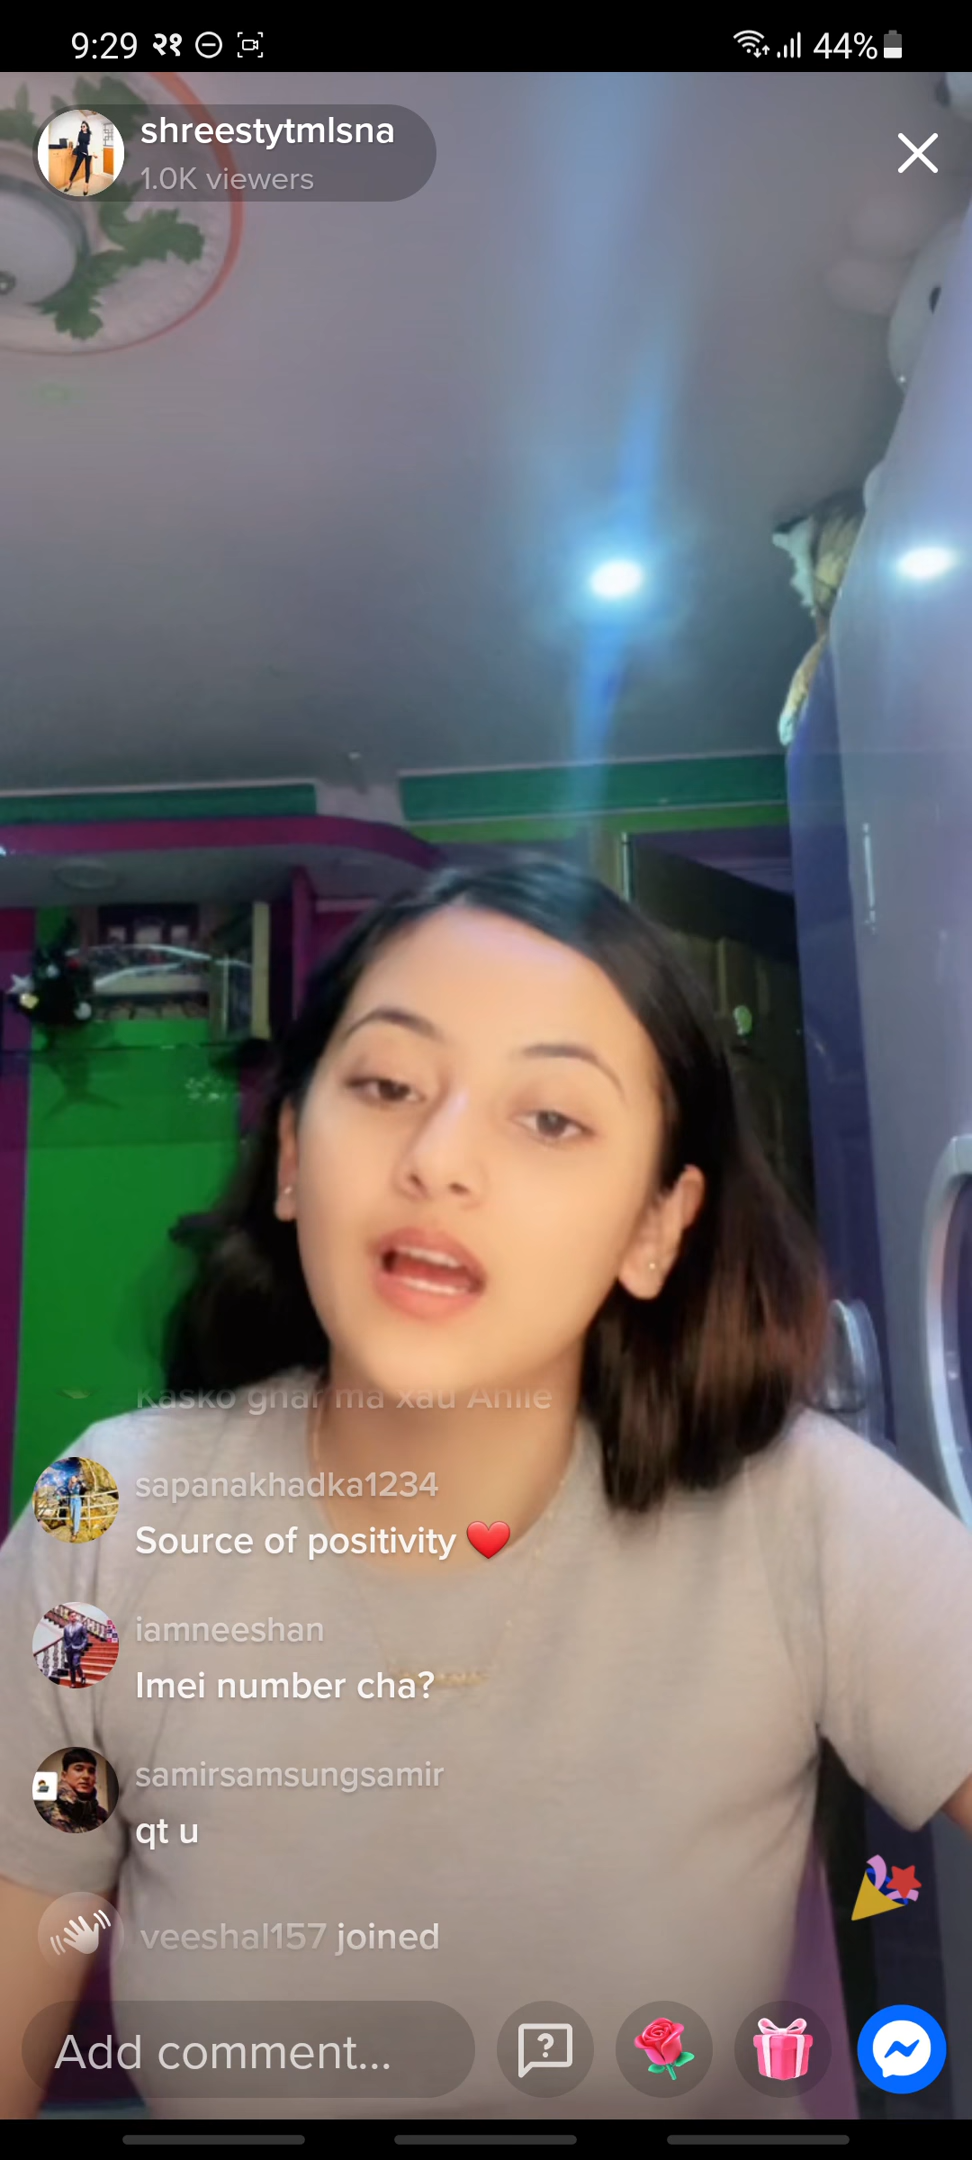 9:29 २१
44%
shreestytmlsna
1.0K viewers
Kasko ghar ma xau Ahile
sapanakhadka1234
Source of positivity ❤️
iamneeshan
Imei number cha?
samirsamsungsamir
qt u
veeshal157 joined
Add comment...